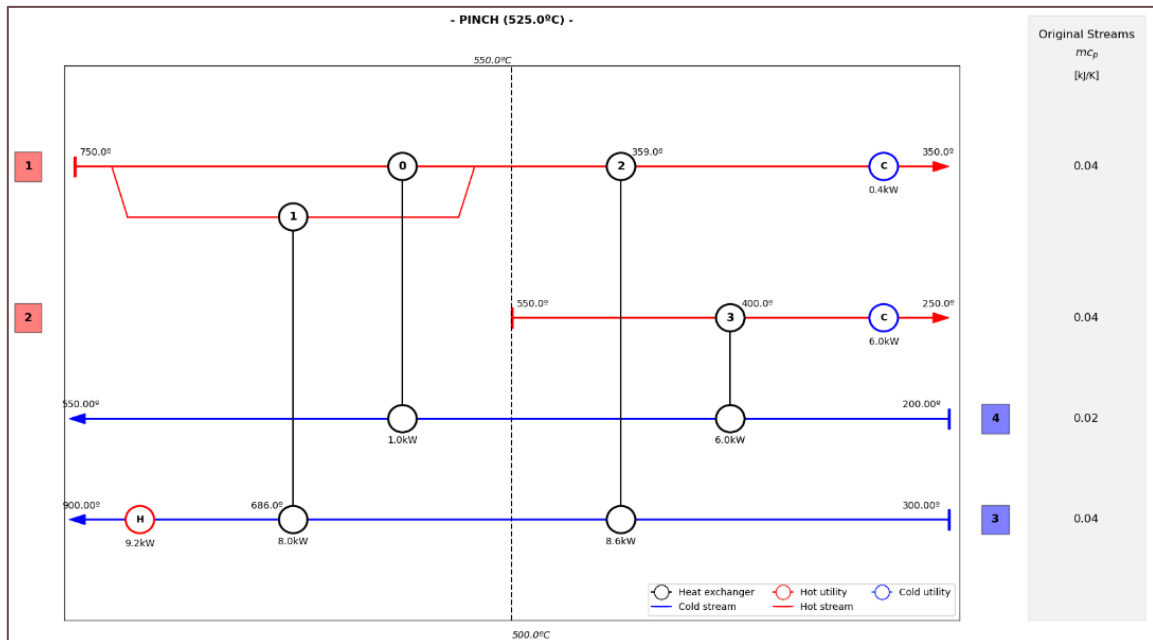 - PINCH (525.0ºC) -
Original Streams
mcp
[kJ/K]
550.0ºC
750.0º
359.0º
350.0º
1
0
2
C
0.04
0.4kW
1
550.0º
400.0º
250.0º
2
3
C
0.04
6.0kW
550.00º
200.00º
4
0.02
1.0kW
6.0kW
900.00º
686.0º
300.00º
H
3
0.04
9.2kW
8.0kW
8.6kW
Heat exchanger
Hot utility
Cold utility
Cold stream
Hot stream
500.0ºC